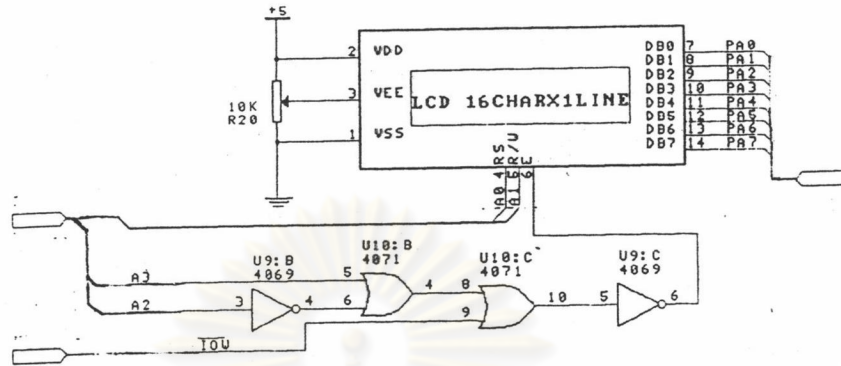 +5
2 VDD
DB0 7 PA0
DB1 8 PA1
DB2 9 PA2
3 VEE
DB3 10 PA3
LCD 16CHARX1LINE
DB4 11 PA4
10K
R20
DB5 12 PA5
DB6 13 PA6
1 VSS
DB7 14 PA7
A0 4 RS
A1 5 R/W
6 E
U9:B
4069
U10:B
4071
U10:C
4071
U9:C
4069
A3
5
4
8
A2
3
4
6
10
5
6
9
IOW